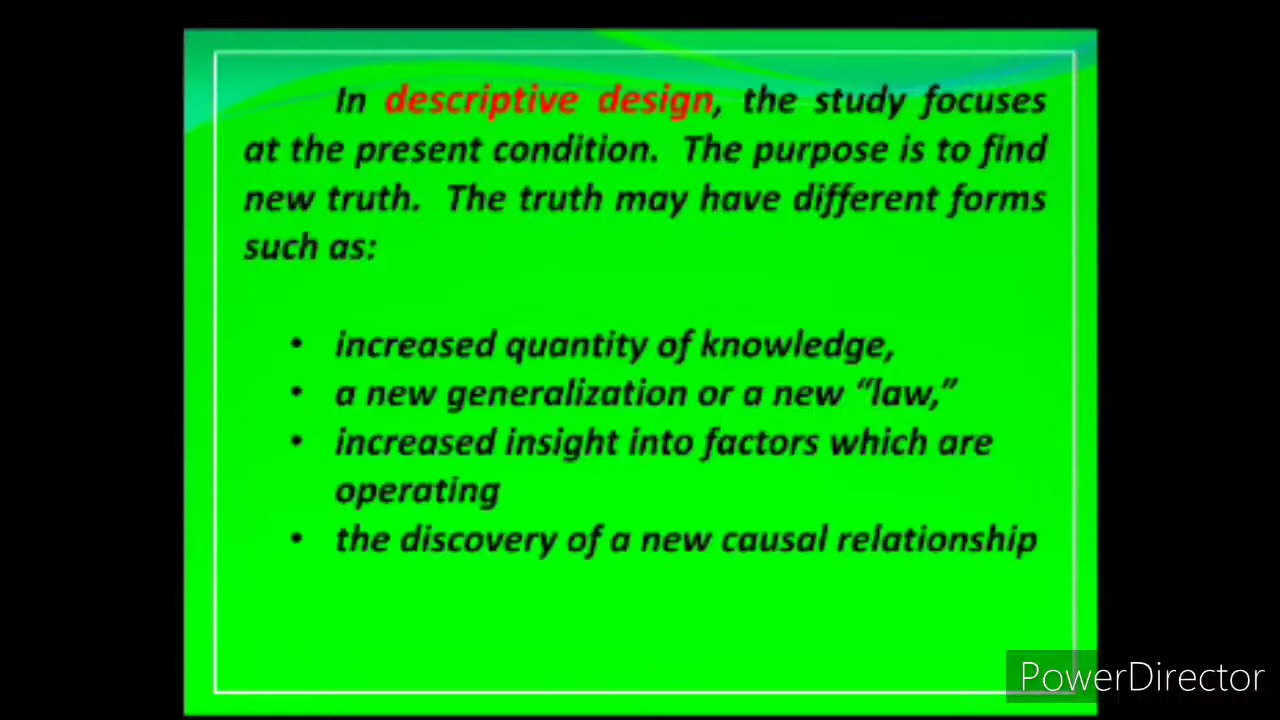 In descriptive design, the study focuses
at the present condition. The purpose is to find
new truth. The truth may have different forms
such as:
• increased quantity of knowledge,
• a new generalization or a new “law,”
• increased insight into factors which are
operating
• the discovery of a new causal relationship
PowerDirector